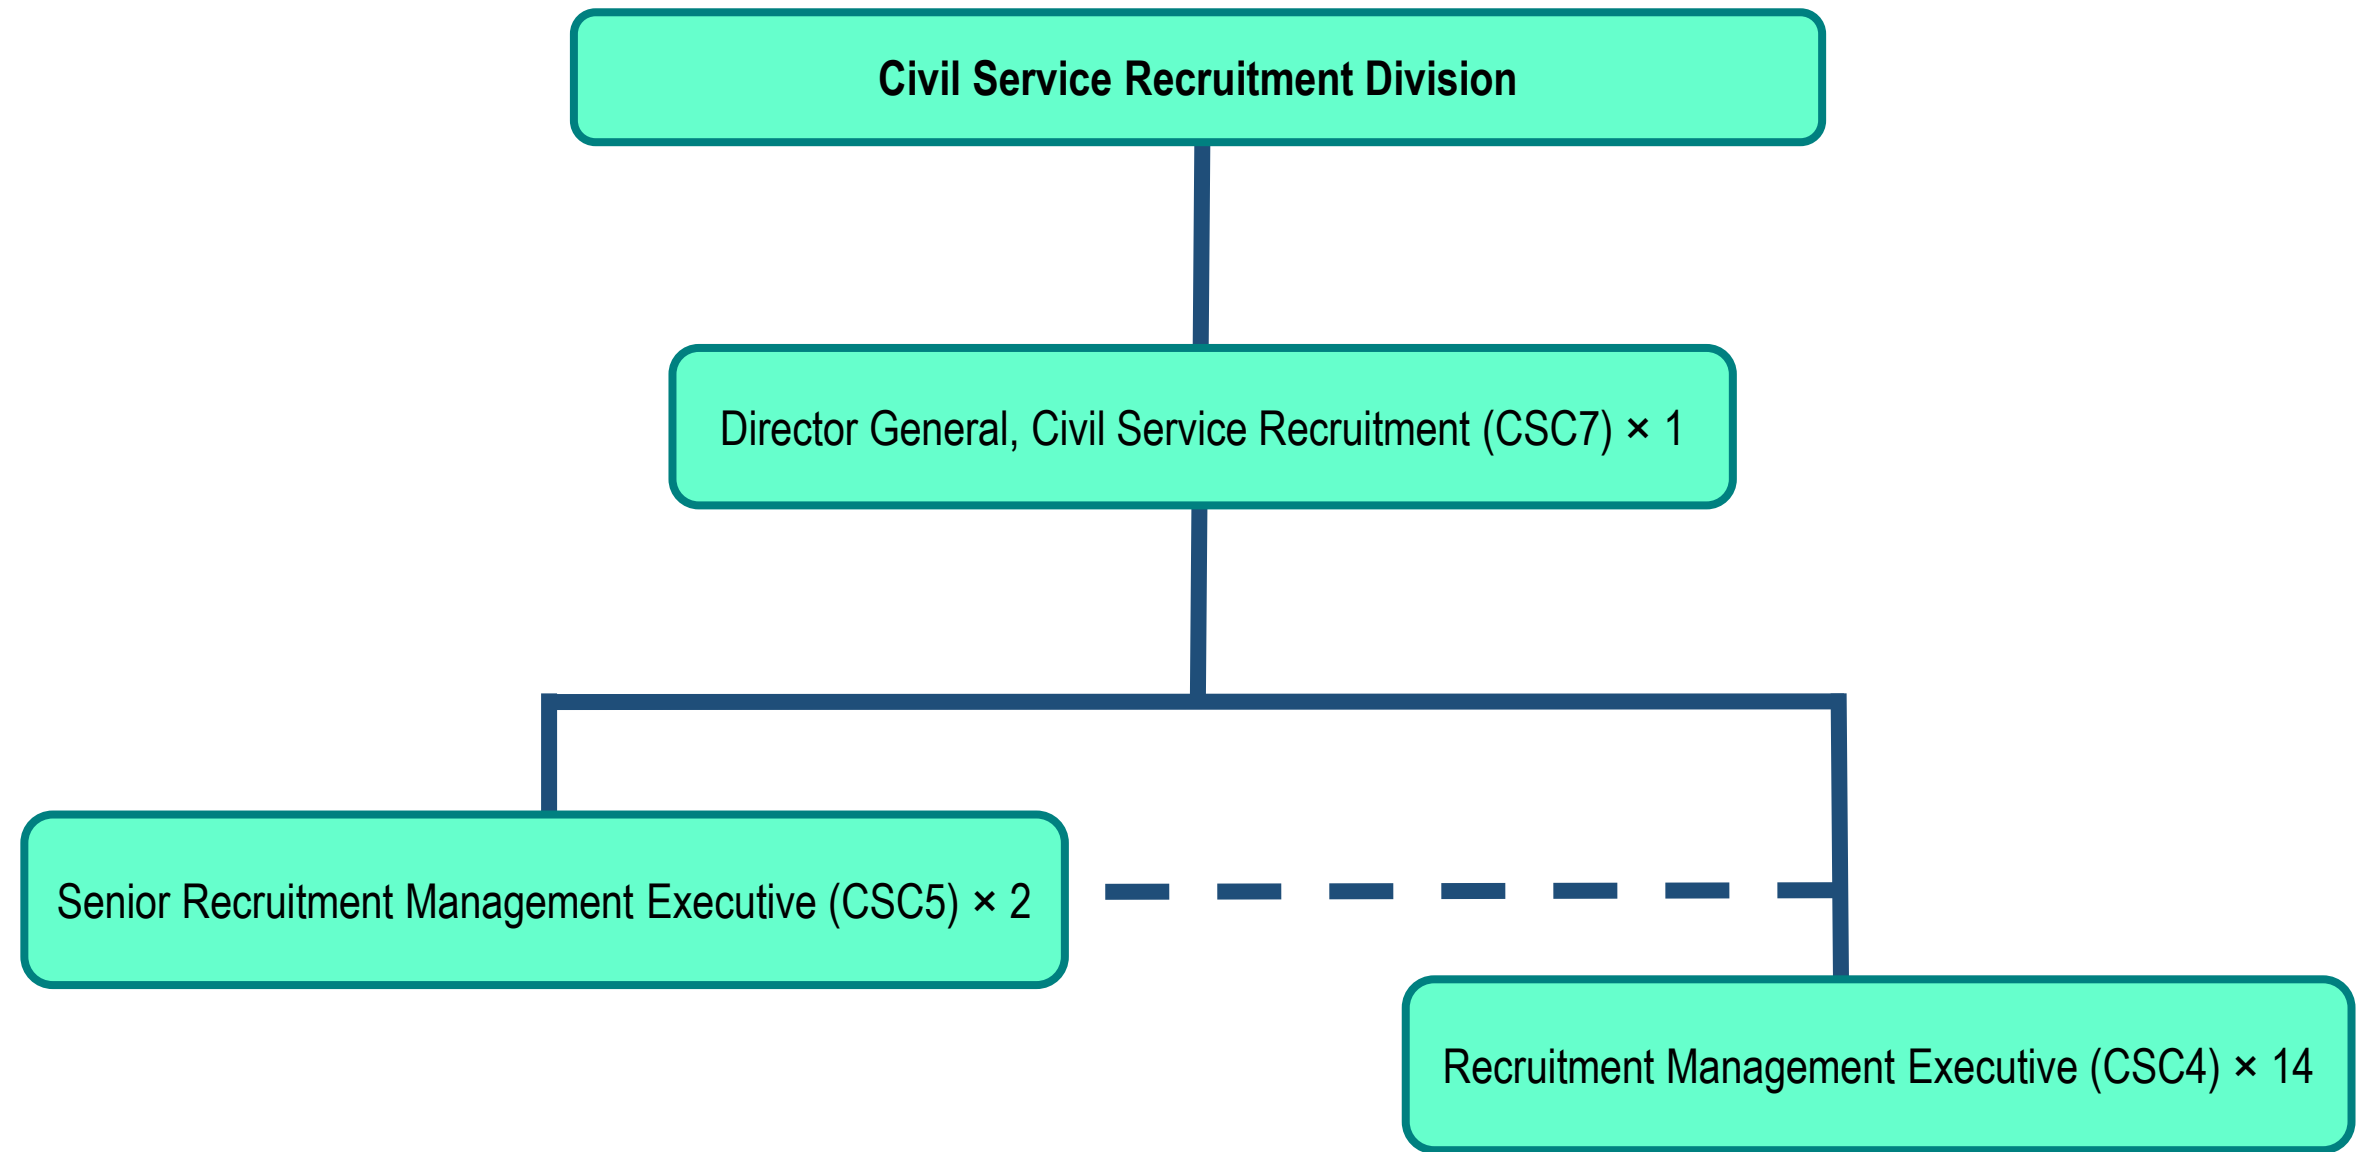 Civil Service Recruitment Division
Director General, Civil Service Recruitment (CSC7) × 1
Senior Recruitment Management Executive (CSC5) × 2
Recruitment Management Executive (CSC4) × 14